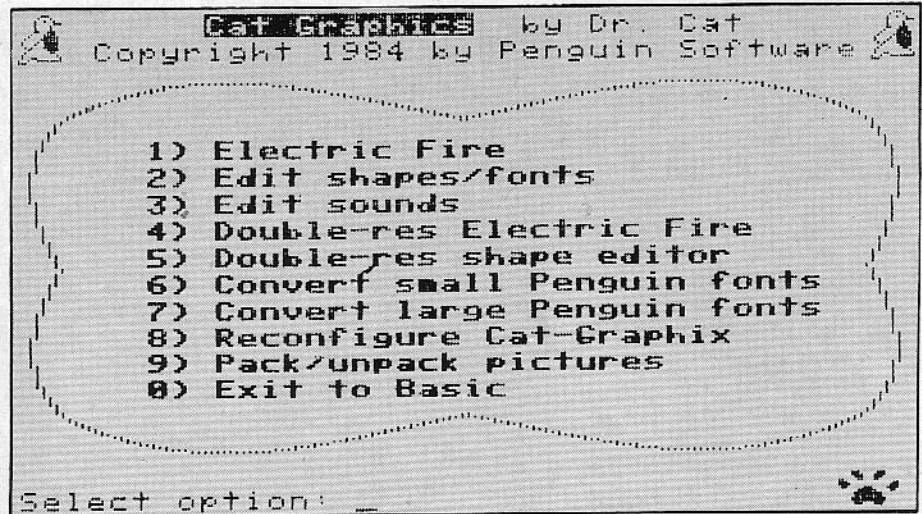 Cat Graphics by Dr. Cat
Copyright 1984 by Penguin Software
1) Electric Fire
2) Edit shapes/fonts
3) Edit sounds
4) Double-res Electric Fire
5) Double-res shape editor
6) Convert small Penguin fonts
7) Convert large Penguin fonts
8) Reconfigure Cat-Graphix
9) Pack/unpack pictures
0) Exit to Basic
Select option: _